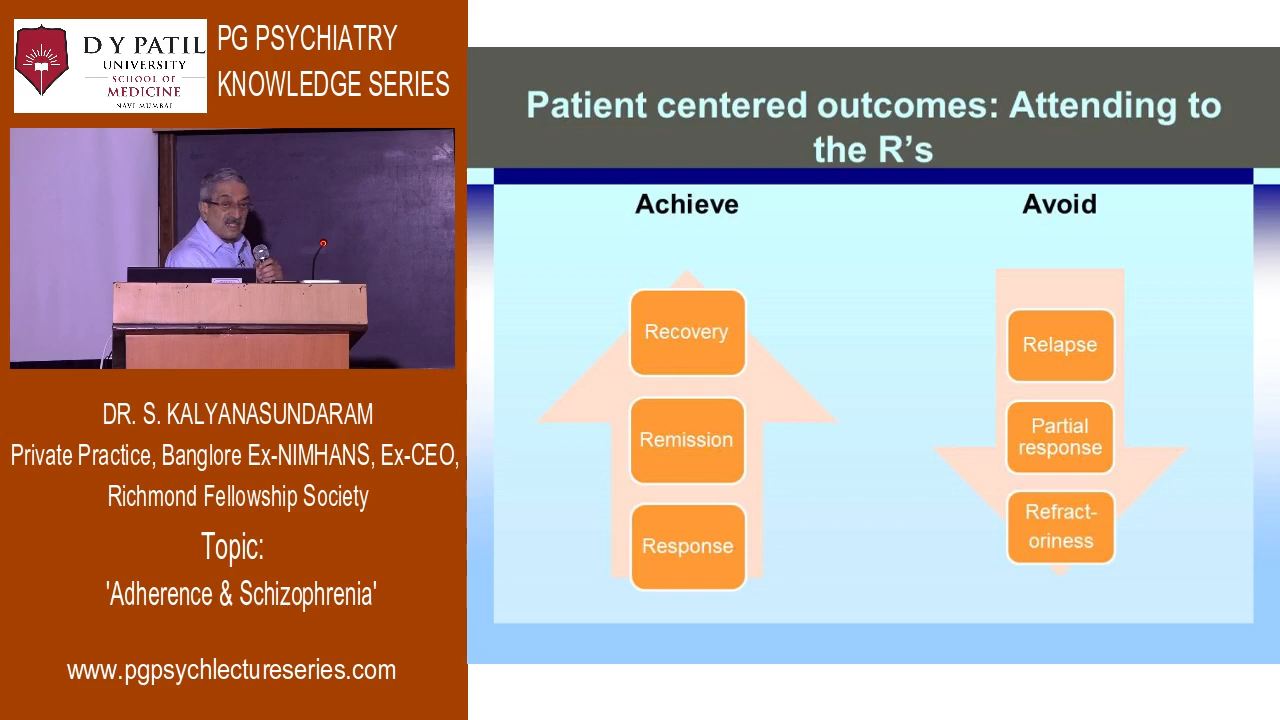 D Y PATIL
UNIVERSITY
SCHOOL OF
MEDICINE
NAVI MUMBAI
PG PSYCHIATRY
KNOWLEDGE SERIES
DR. S. KALYANASUNDARAM
Private Practice, Banglore Ex-NIMHANS, Ex-CEO,
Richmond Fellowship Society
Topic:
'Adherence & Schizophrenia'
www.pgpsychlectureseries.com
Patient centered outcomes: Attending to
the R's
Achieve
Recovery
Remission
Response
Avoid
Relapse
Partial
response
Refract-
oriness